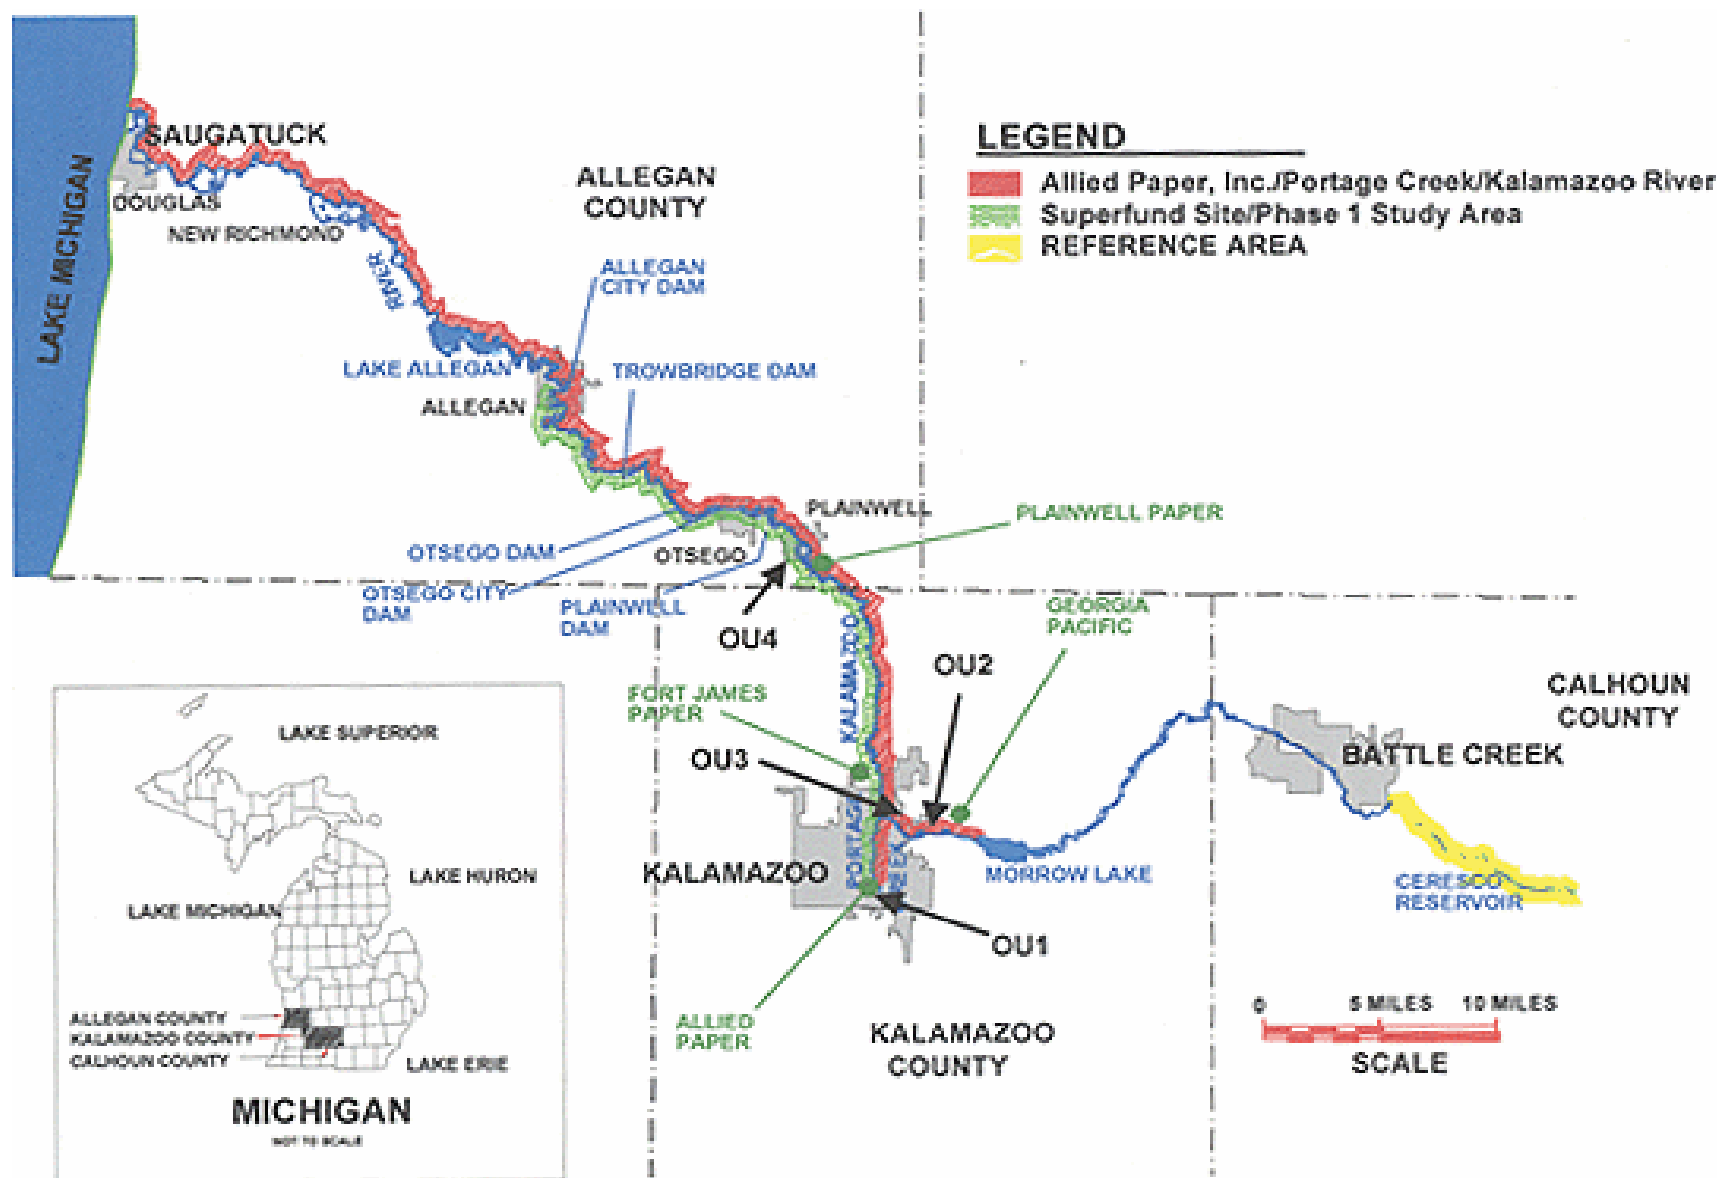 SAUGATUCK
DOUGLAS
NEW RICHMOND
LAKE MICHIGAN
RIVER
ALLEGAN
COUNTY
ALLEGAN
CITY DAM
LAKE ALLEGAN
TROWBRIDGE DAM
ALLEGAN
LEGEND
Allied Paper, Inc./Portage Creek/Kalamazoo River
Superfund Site/Phase 1 Study Area
REFERENCE AREA
PLAINWELL
PLAINWELL PAPER
OTSEGO DAM
OTSEGO
OTSEGO CITY
DAM
PLAINWELL
DAM
OU4
KALAMAZOO
GEORGIA
PACIFIC
OU2
FORT JAMES
PAPER
OU3
CALHOUN
COUNTY
BATTLE CREEK
PORTAGE
KALAMAZOO
MORROW LAKE
CERESCO
RESERVOIR
OU1
ALLIED
PAPER
KALAMAZOO
COUNTY
0 5 MILES 10 MILES
SCALE
LAKE SUPERIOR
LAKE HURON
LAKE MICHIGAN
ALLEGAN COUNTY
KALAMAZOO COUNTY
CALHOUN COUNTY
LAKE ERIE
MICHIGAN
NOT TO SCALE